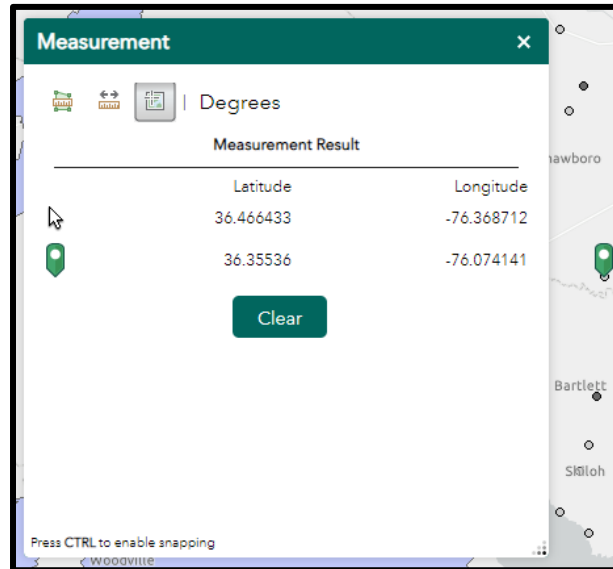 Measurement
Degrees
Measurement Result
Latitude Longitude
36.466433 -76.368712
36.35536 -76.074141
Clear
Bartlett
Press CTRL to enable snapping
Woodville